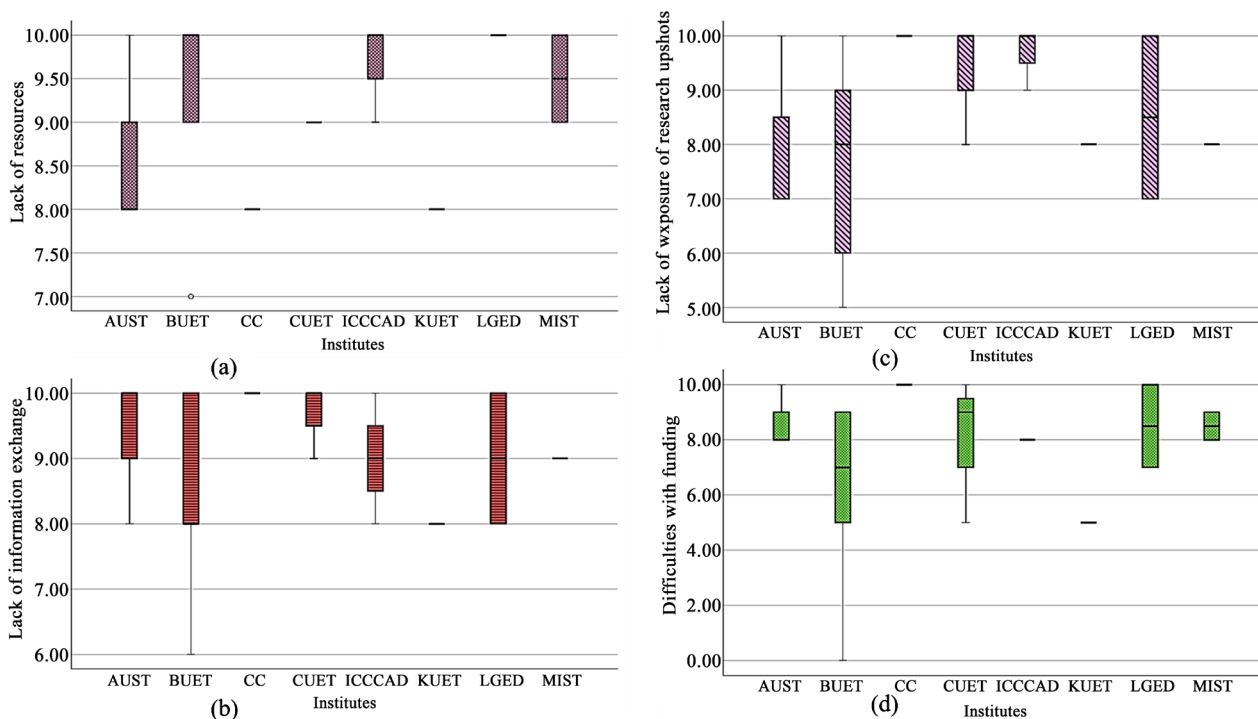 Lack of resources
10.00
9.50
9.00
8.50
8.00
7.50
7.00
AUST BUET CC CUET ICCCAD KUET LGED MIST
Institutes
(a)
Lack of wxposure of research upshots
10.00
9.00
8.00
7.00
6.00
5.00
AUST BUET CC CUET ICCCAD KUET LGED MIST
Institutes
(c)
Lack of information exchange
10.00
9.00
8.00
7.00
6.00
AUST BUET CC CUET ICCCAD KUET LGED MIST
Institutes
(b)
Difficulties with funding
10.00
8.00
6.00
4.00
2.00
0.00
AUST BUET CC CUET ICCCAD KUET LGED MIST
(d)
Institutes